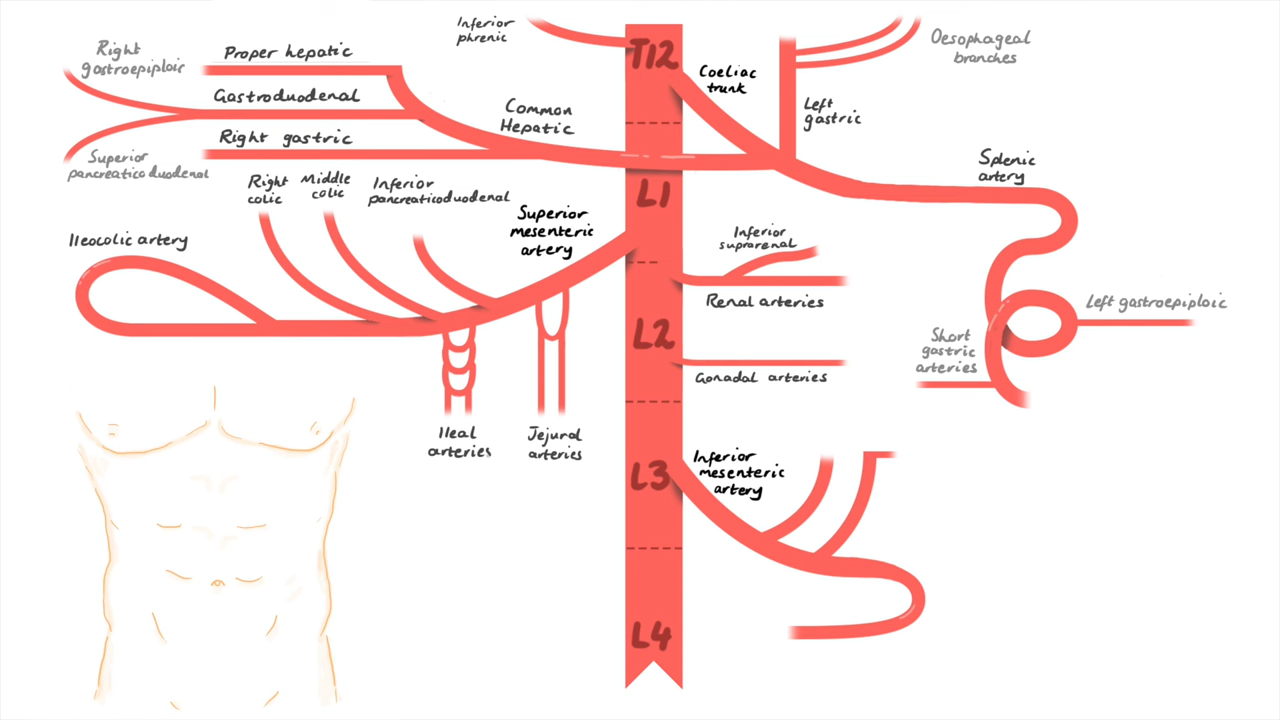 Inferior
phrenic
T12
Oesophageal
branches
Right
gastroepiploic
Proper hepatic
Coeliac
trunk
Gastroduodenal
Common
Hepatic
Left
gastric
Right gastric
Superior
pancreaticoduodenal
Splenic
artery
Right
colic
Middle
colic
Inferior
pancreaticoduodenal
L1
Superior
mesenteric
artery
Ileocolic artery
Inferior
suprarenal
Renal arteries
Left gastroepiploic
L2
Short
gastric
arteries
Gonadal arteries
Ileal
arteries
Jejural
arteries
Inferior
mesenteric
artery
L3
L4